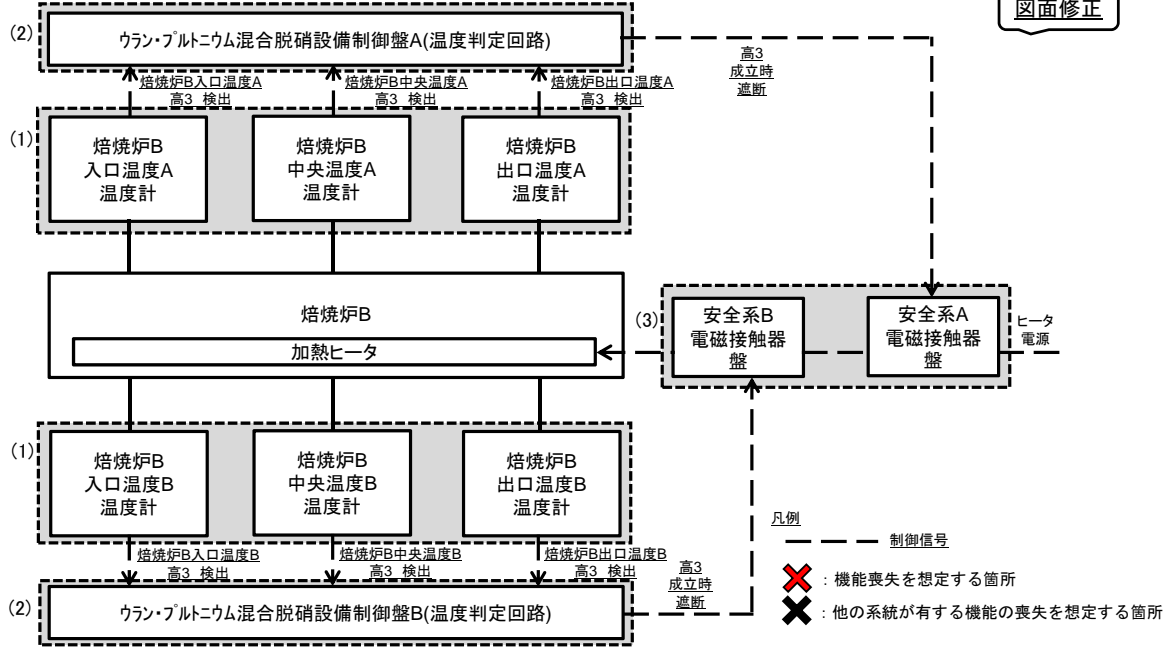 図面修正
(2)
ウラン・プルトニウム混合脱硝設備制御盤A(温度判定回路)
高3
成立時
遮断
焙焼炉B入口温度A
高3 検出
焙焼炉B中央温度A
高3 検出
焙焼炉B出口温度A
高3 検出
(1)
焙焼炉B
入口温度A
温度計
焙焼炉B
中央温度A
温度計
焙焼炉B
出口温度A
温度計
焙焼炉B
加熱ヒータ
(3)
安全系B
電磁接触器
盤
安全系A
電磁接触器
盤
ヒータ
電源
(1)
焙焼炉B
入口温度B
温度計
焙焼炉B
中央温度B
温度計
焙焼炉B
出口温度B
温度計
焙焼炉B入口温度B
高3 検出
焙焼炉B中央温度B
高3 検出
焙焼炉B出口温度B
高3 検出
高3
成立時
遮断
(2)
ウラン・プルトニウム混合脱硝設備制御盤B(温度判定回路)
凡例
制御信号
:機能喪失を想定する箇所
:他の系統が有する機能の喪失を想定する箇所